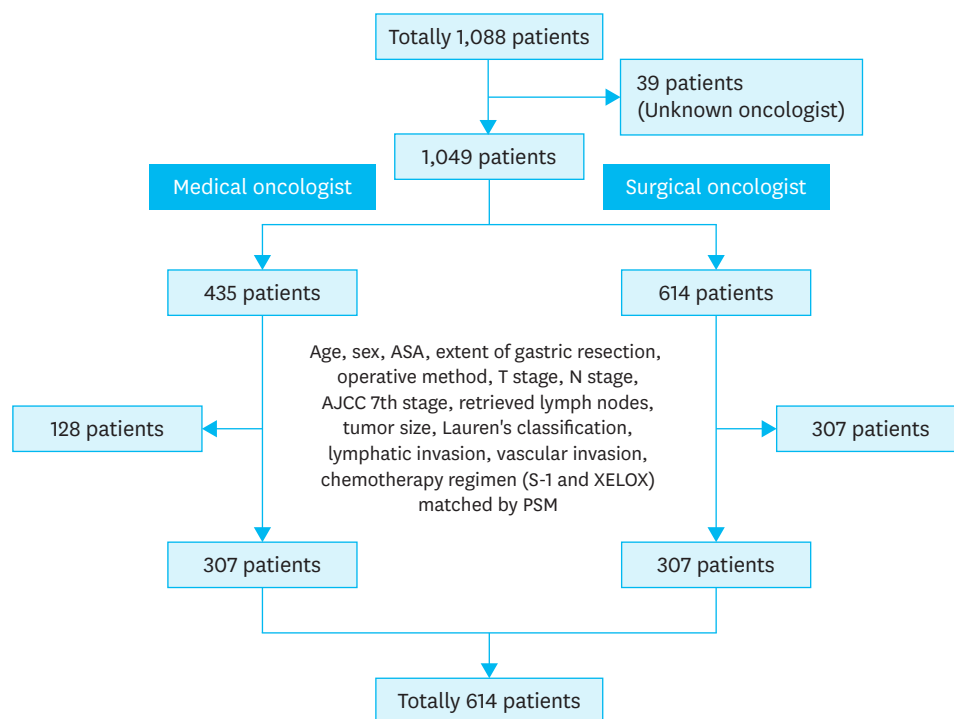 Totally 1,088 patients
39 patients
(Unknown oncologist)
1,049 patients
Medical oncologist
Surgical oncologist
435 patients
614 patients
Age, sex, ASA, extent of gastric resection,
operative method, T stage, N stage,
AJCC 7th stage, retrieved lymph nodes,
tumor size, Lauren's classification,
lymphatic invasion, vascular invasion,
chemotherapy regimen (S-1 and XELOX)
matched by PSM
128 patients
307 patients
307 patients
307 patients
Totally 614 patients